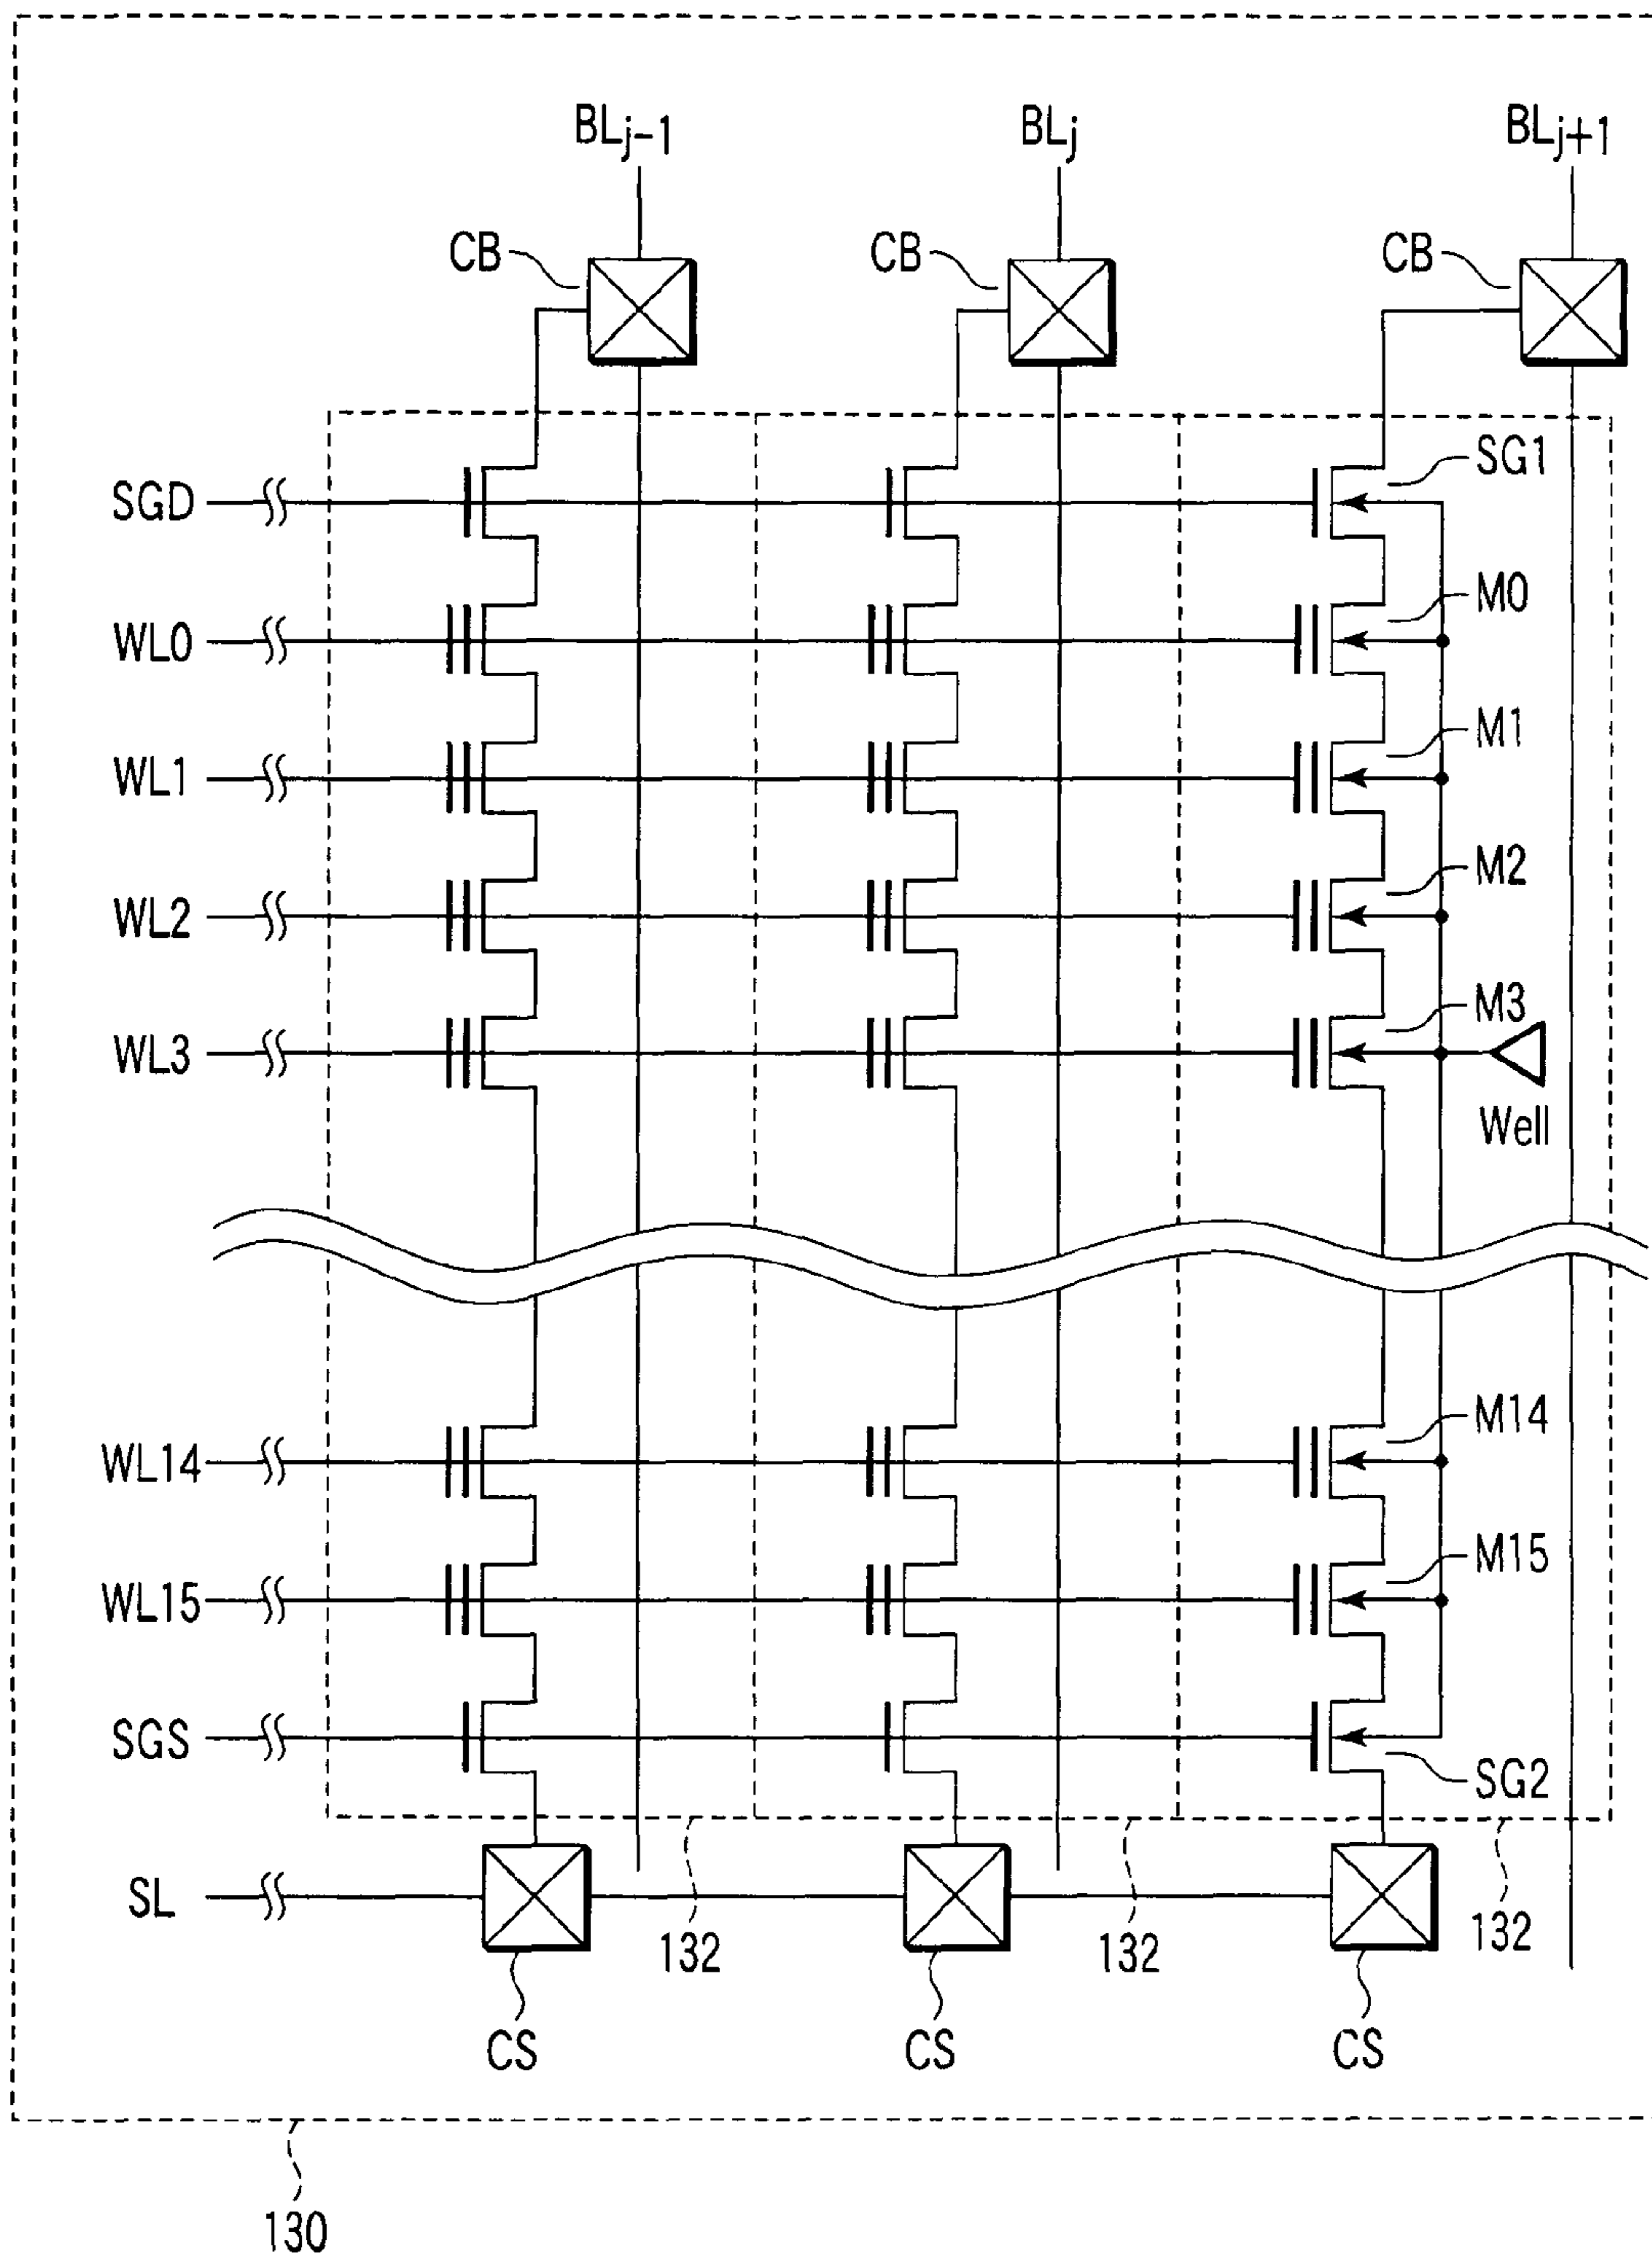 BLj-1 BLj BLj+1
CB CB CB
SGD SG1
WL0 M0
WL1 M1
WL2 M2
WL3 M3
Well
WL14 M14
WL15 M15
SGS SG2
SL 132 132 132
CS CS CS
130